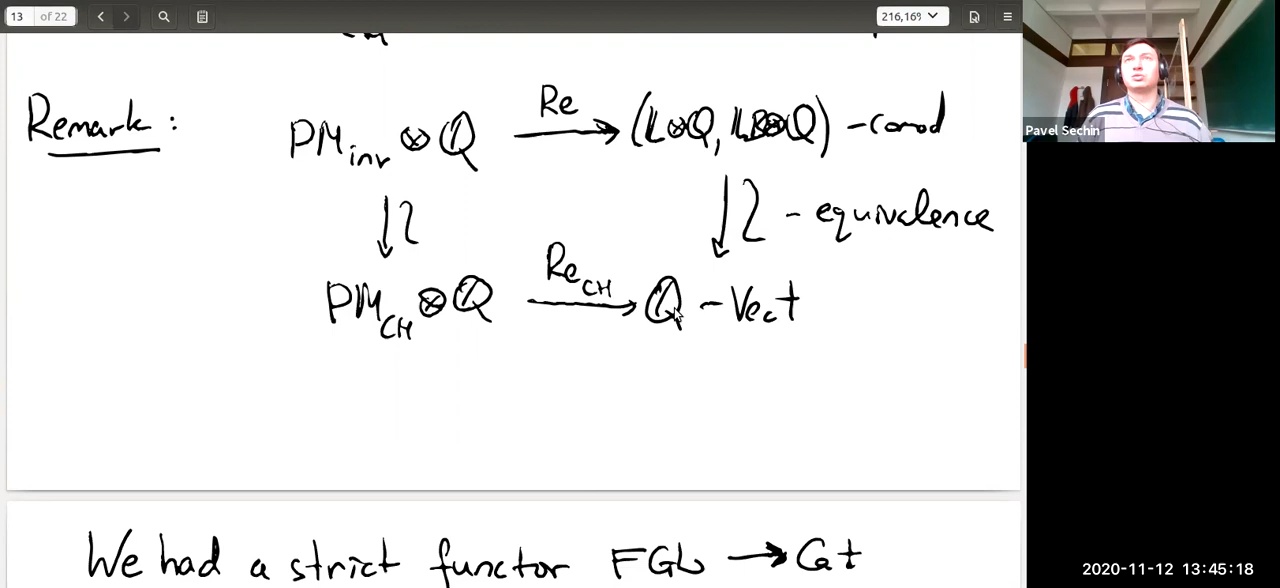 13 of 22
216,16%
Remark :
PM_inv ⊗ Q —Re→ (L⊗Q, LB⊗Q) - comod
↓≀ ↓≀ - equivalence
PM_CH ⊗ Q —Re_CH→ Q - Vect
We had a strict functor FGL → Cat
Pavel Sechin
2020-11-12 13:45:18